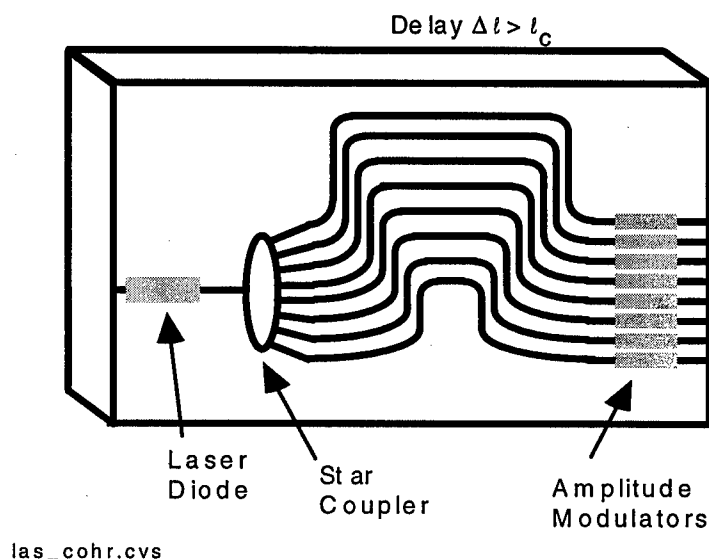 Delay Δℓ > ℓc
Laser
Diode
Star
Coupler
Amplitude
Modulators
las_cohr.cvs